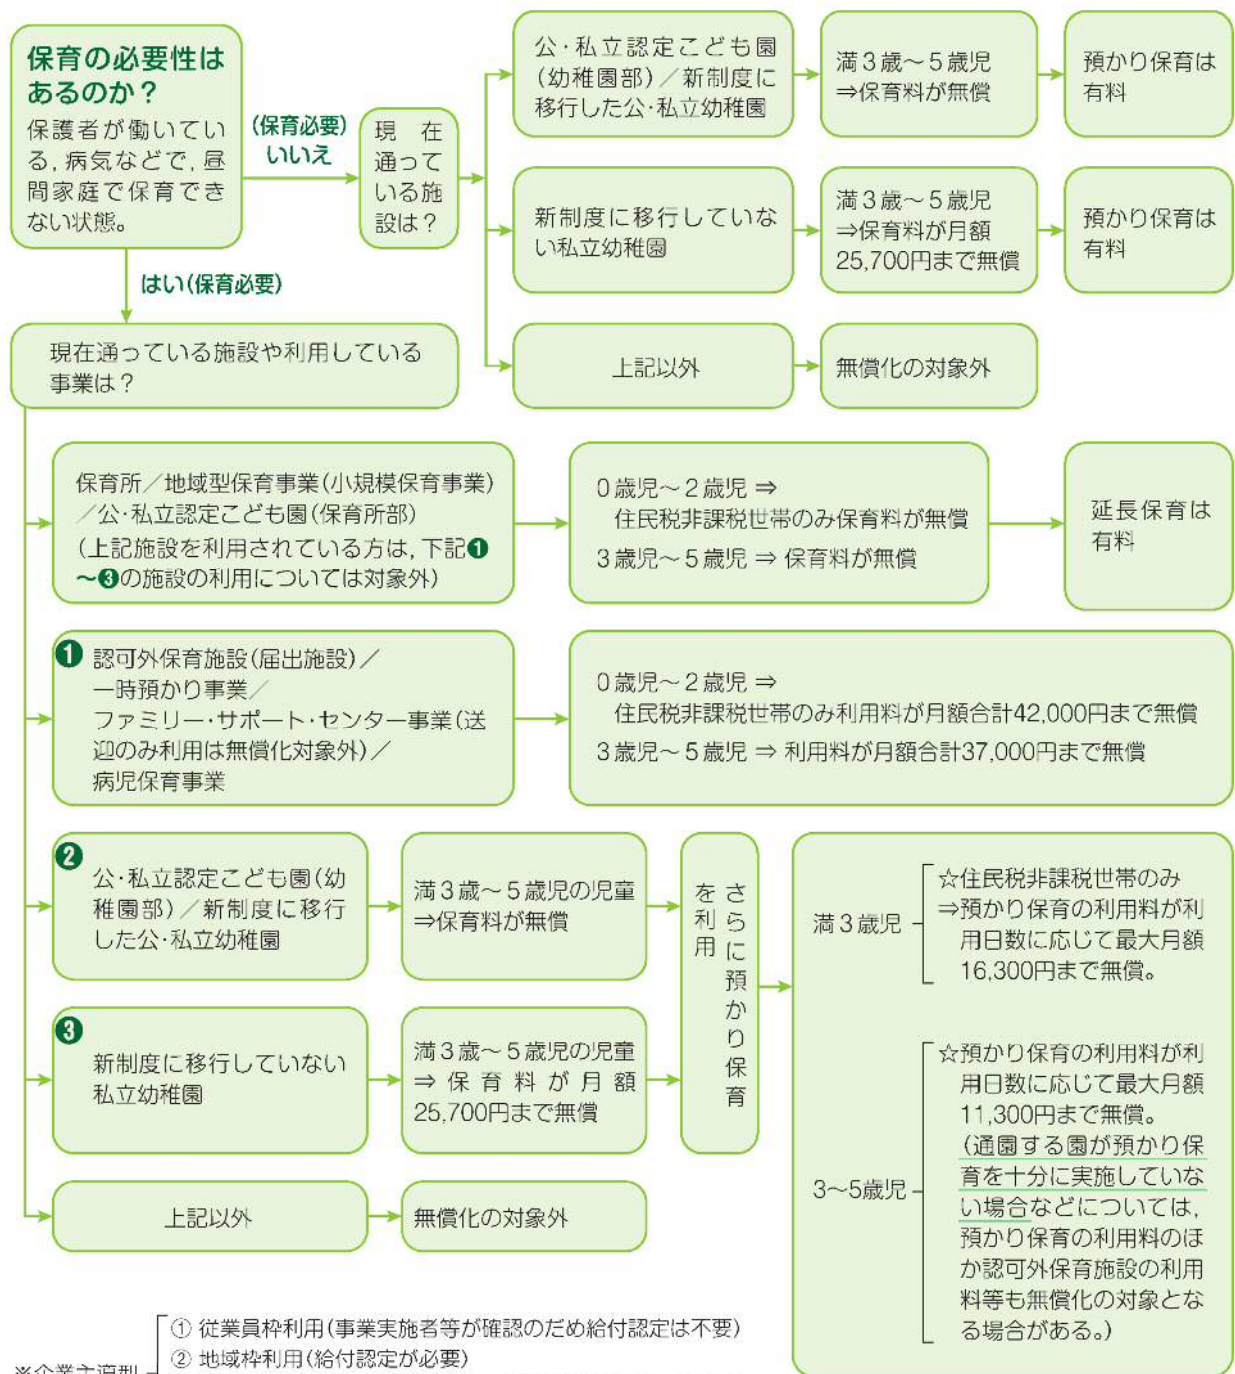 保育の必要性は
あるのか？
保護者が働いてい
る，病気などで，昼
間家庭で保育でき
ない状態。
(保育必要)
いいえ
現在
通って
いる施
設は？
公・私立認定こども園
(幼稚園部)／新制度に
移行した公・私立幼稚園
満３歳～５歳児
⇒保育料が無償
預かり保育は
有料
新制度に移行していな
い私立幼稚園
満３歳～５歳児
⇒保育料が月額
25,700円まで無償
預かり保育は
有料
上記以外
無償化の対象外
はい(保育必要)
現在通っている施設や利用している
事業は？
保育所／地域型保育事業(小規模保育事業)
／公・私立認定こども園(保育所部)
(上記施設を利用されている方は，下記❶
～❸の施設の利用については対象外)
０歳児～２歳児 ⇒
住民税非課税世帯のみ保育料が無償
３歳児～５歳児 ⇒ 保育料が無償
延長保育は
有料
❶ 認可外保育施設(届出施設)／
一時預かり事業／
ファミリー・サポート・センター事業(送
迎のみ利用は無償化対象外)／
病児保育事業
０歳児～２歳児 ⇒
住民税非課税世帯のみ利用料が月額合計42,000円まで無償
３歳児～５歳児 ⇒ 利用料が月額合計37,000円まで無償
❷
公・私立認定こども園(幼
稚園部)／新制度に移行
した公・私立幼稚園
満３歳～５歳児の児童
⇒保育料が無償
❸
新制度に移行していない
私立幼稚園
満３歳～５歳児の児童
⇒保育料が月額
25,700円まで無償
さらに預かり保育
を利用
満３歳児
☆住民税非課税世帯のみ
⇒預かり保育の利用料が利
用日数に応じて最大月額
16,300円まで無償。
3～5歳児
☆預かり保育の利用料が利
用日数に応じて最大月額
11,300円まで無償。
(通園する園が預かり保
育を十分に実施していな
い場合などについては，
預かり保育の利用料のほ
か認可外保育施設の利用
料等も無償化の対象とな
る場合がある。)
上記以外
無償化の対象外
① 従業員枠利用(事業実施者等が確認のため給付認定は不要)
② 地域枠利用(給付認定が必要)